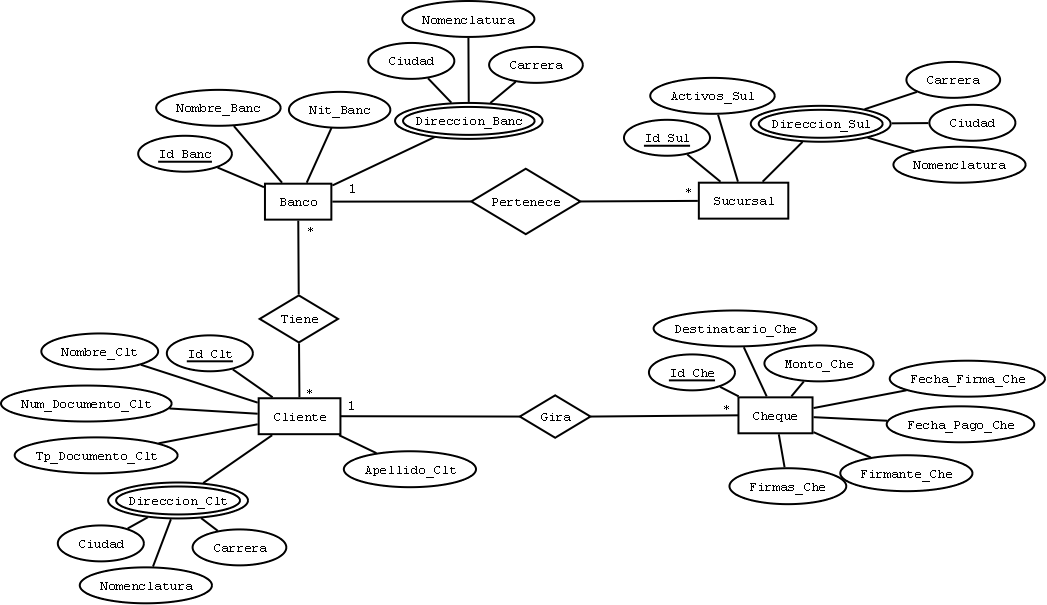 Nomenclatura
Ciudad
Carrera
Nombre_Banc
Nit_Banc
Direccion_Banc
Id_Banc
Banco
1
Pertenece
*
Activos_Sul
Id_Sul
Direccion_Sul
Carrera
Ciudad
Nomenclatura
Sucursal
*
Tiene
*
Nombre_Clt
Id_Clt
Num_Documento_Clt
Tp_Documento_Clt
Cliente
1
Apellido_Clt
Direccion_Clt
Ciudad
Carrera
Nomenclatura
Gira
*
Destinatario_Che
Id_Che
Monto_Che
Fecha_Firma_Che
Cheque
Fecha_Pago_Che
Firmante_Che
Firmas_Che